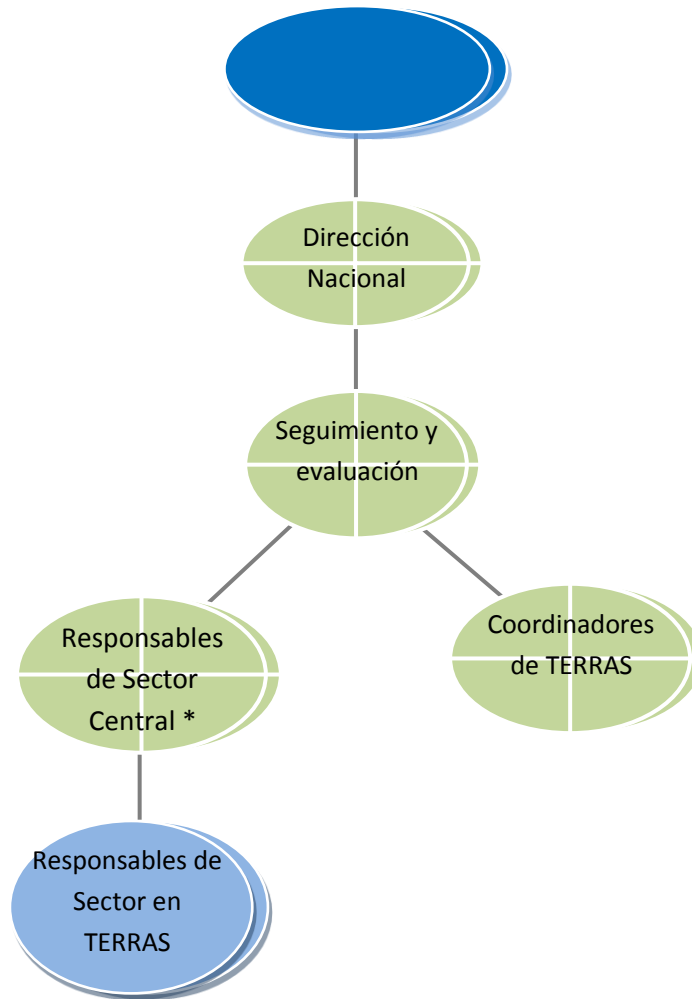 Dirección
Nacional
Seguimiento y
evaluación
Responsables
de Sector
Central *
Coordinadores
de TERRAS
Responsables de
Sector en
TERRAS